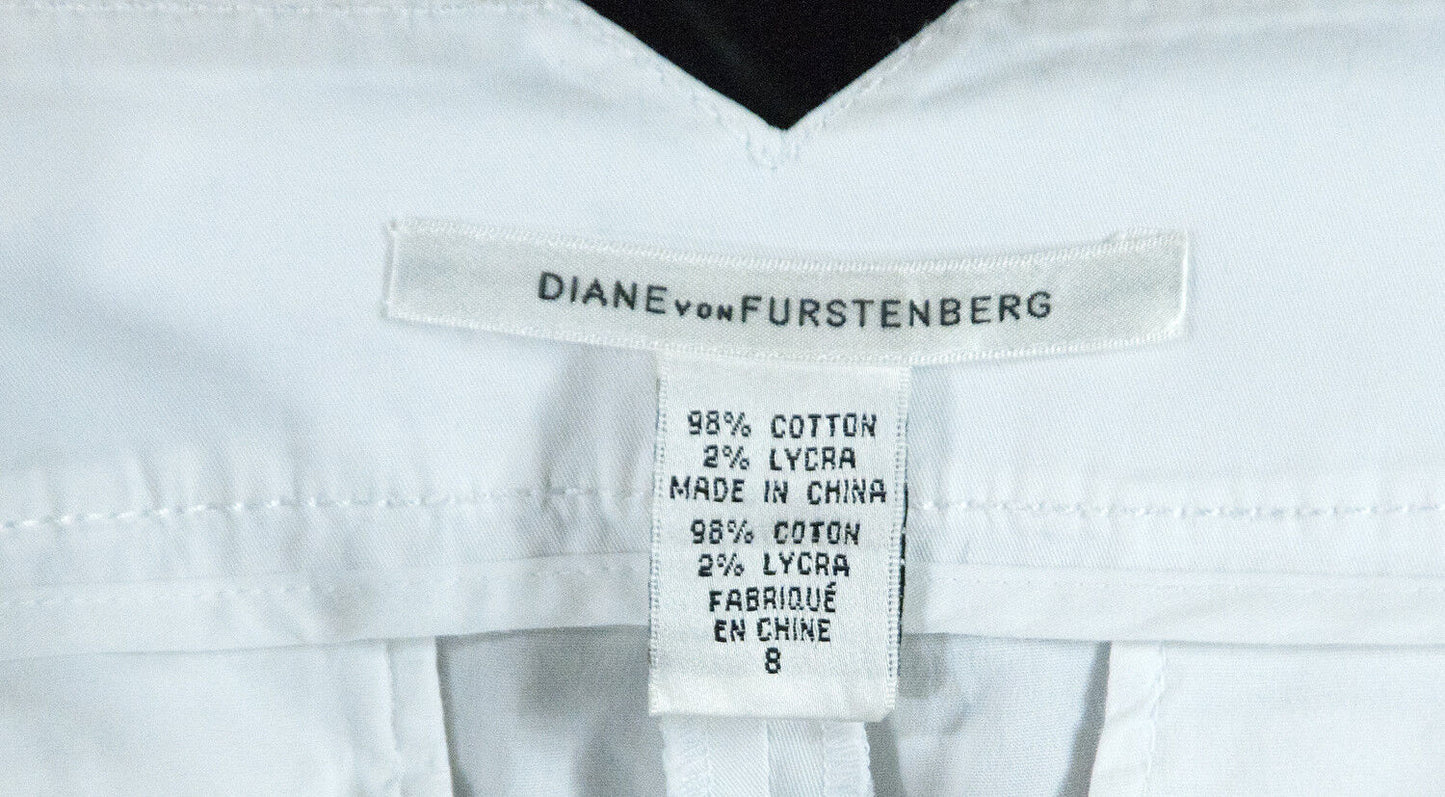 DIANE VON FURSTENBERG
98% COTTON
2% LYCRA
MADE IN CHINA
98% COTON
2% LYCRA
FABRIQUÉ
EN CHINE
8